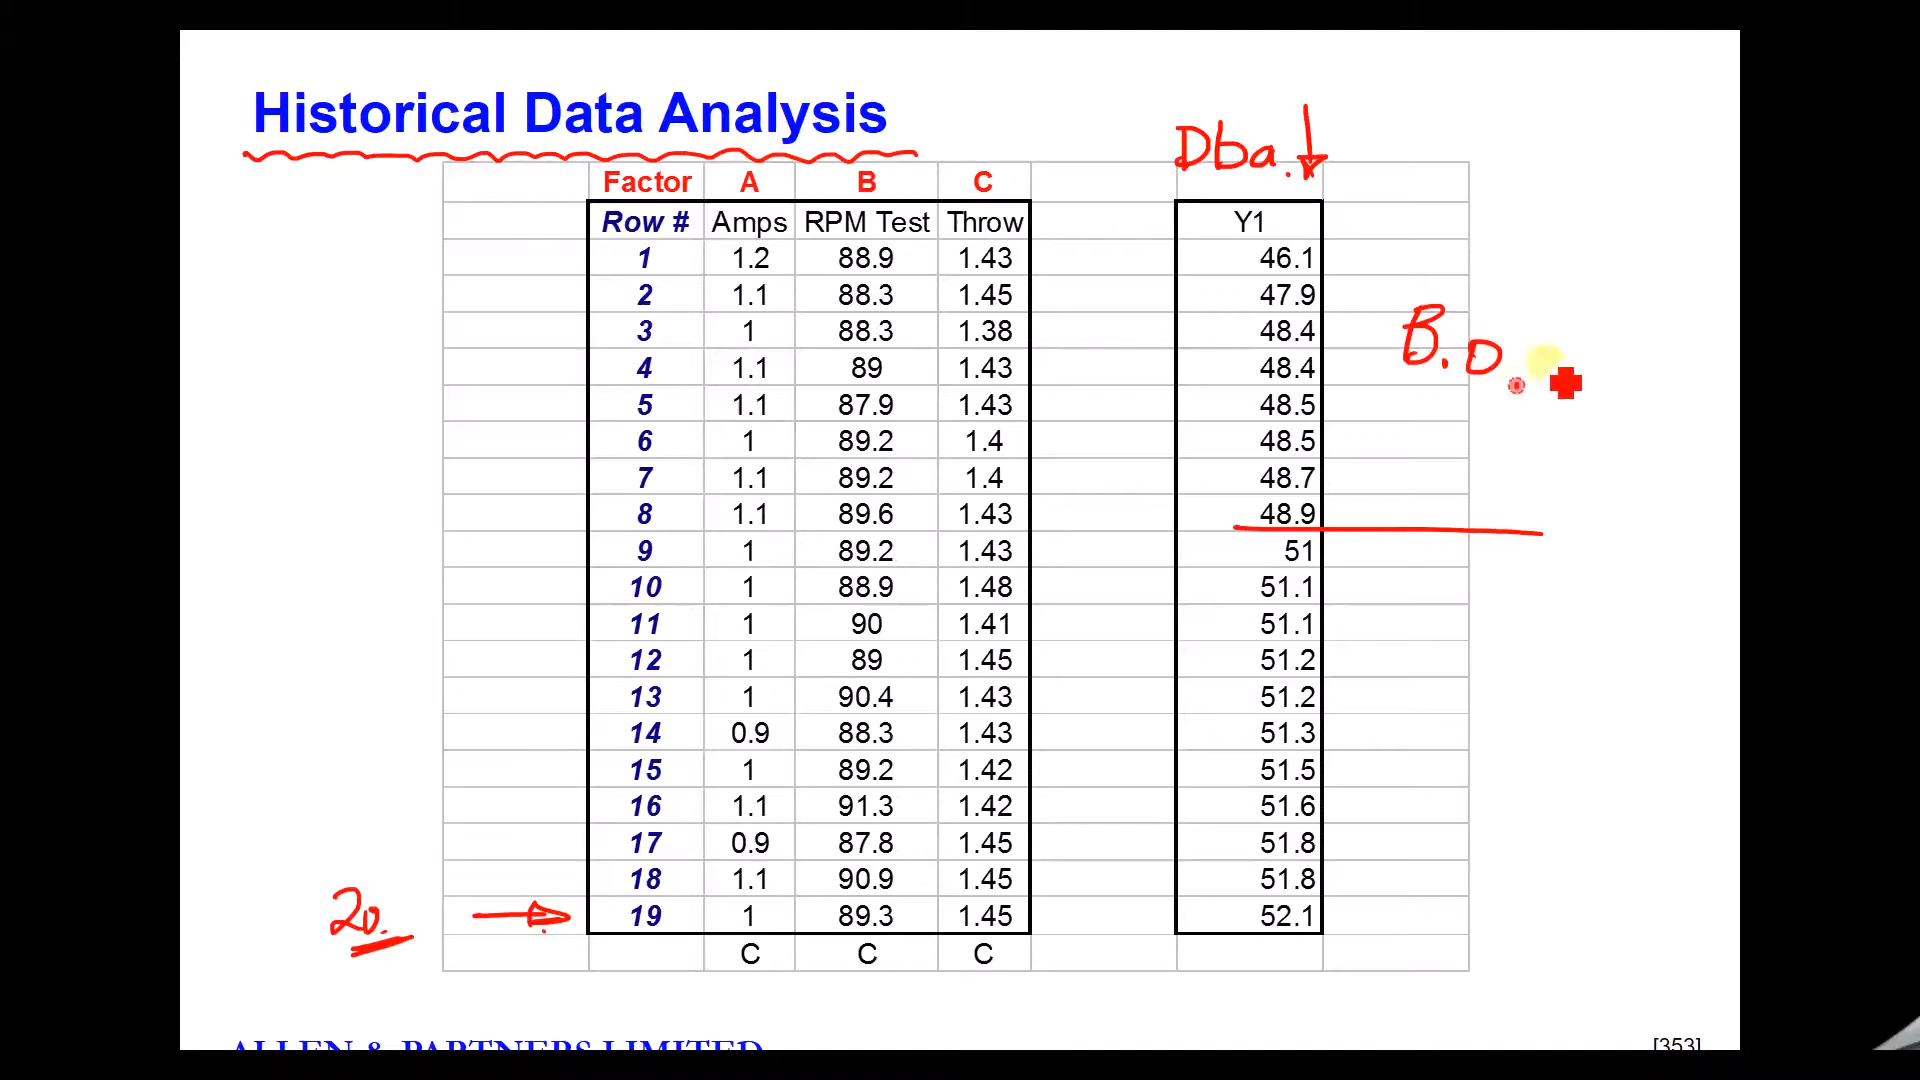 Historical Data Analysis
Dba.
Factor A B C
Row # Amps RPM Test Throw Y1
1 1.2 88.9 1.43 46.1
2 1.1 88.3 1.45 47.9
3 1 88.3 1.38 48.4
4 1.1 89 1.43 48.4
5 1.1 87.9 1.43 48.5
6 1 89.2 1.4 48.5
7 1.1 89.2 1.4 48.7
8 1.1 89.6 1.43 48.9
9 1 89.2 1.43 51
10 1 88.9 1.48 51.1
11 1 90 1.41 51.1
12 1 89 1.45 51.2
13 1 90.4 1.43 51.2
14 0.9 88.3 1.43 51.3
15 1 89.2 1.42 51.5
16 1.1 91.3 1.42 51.6
17 0.9 87.8 1.45 51.8
18 1.1 90.9 1.45 51.8
19 1 89.3 1.45 52.1
C C C
B.O.
20.
ALLEN & PARTNERS LIMITED
[353]